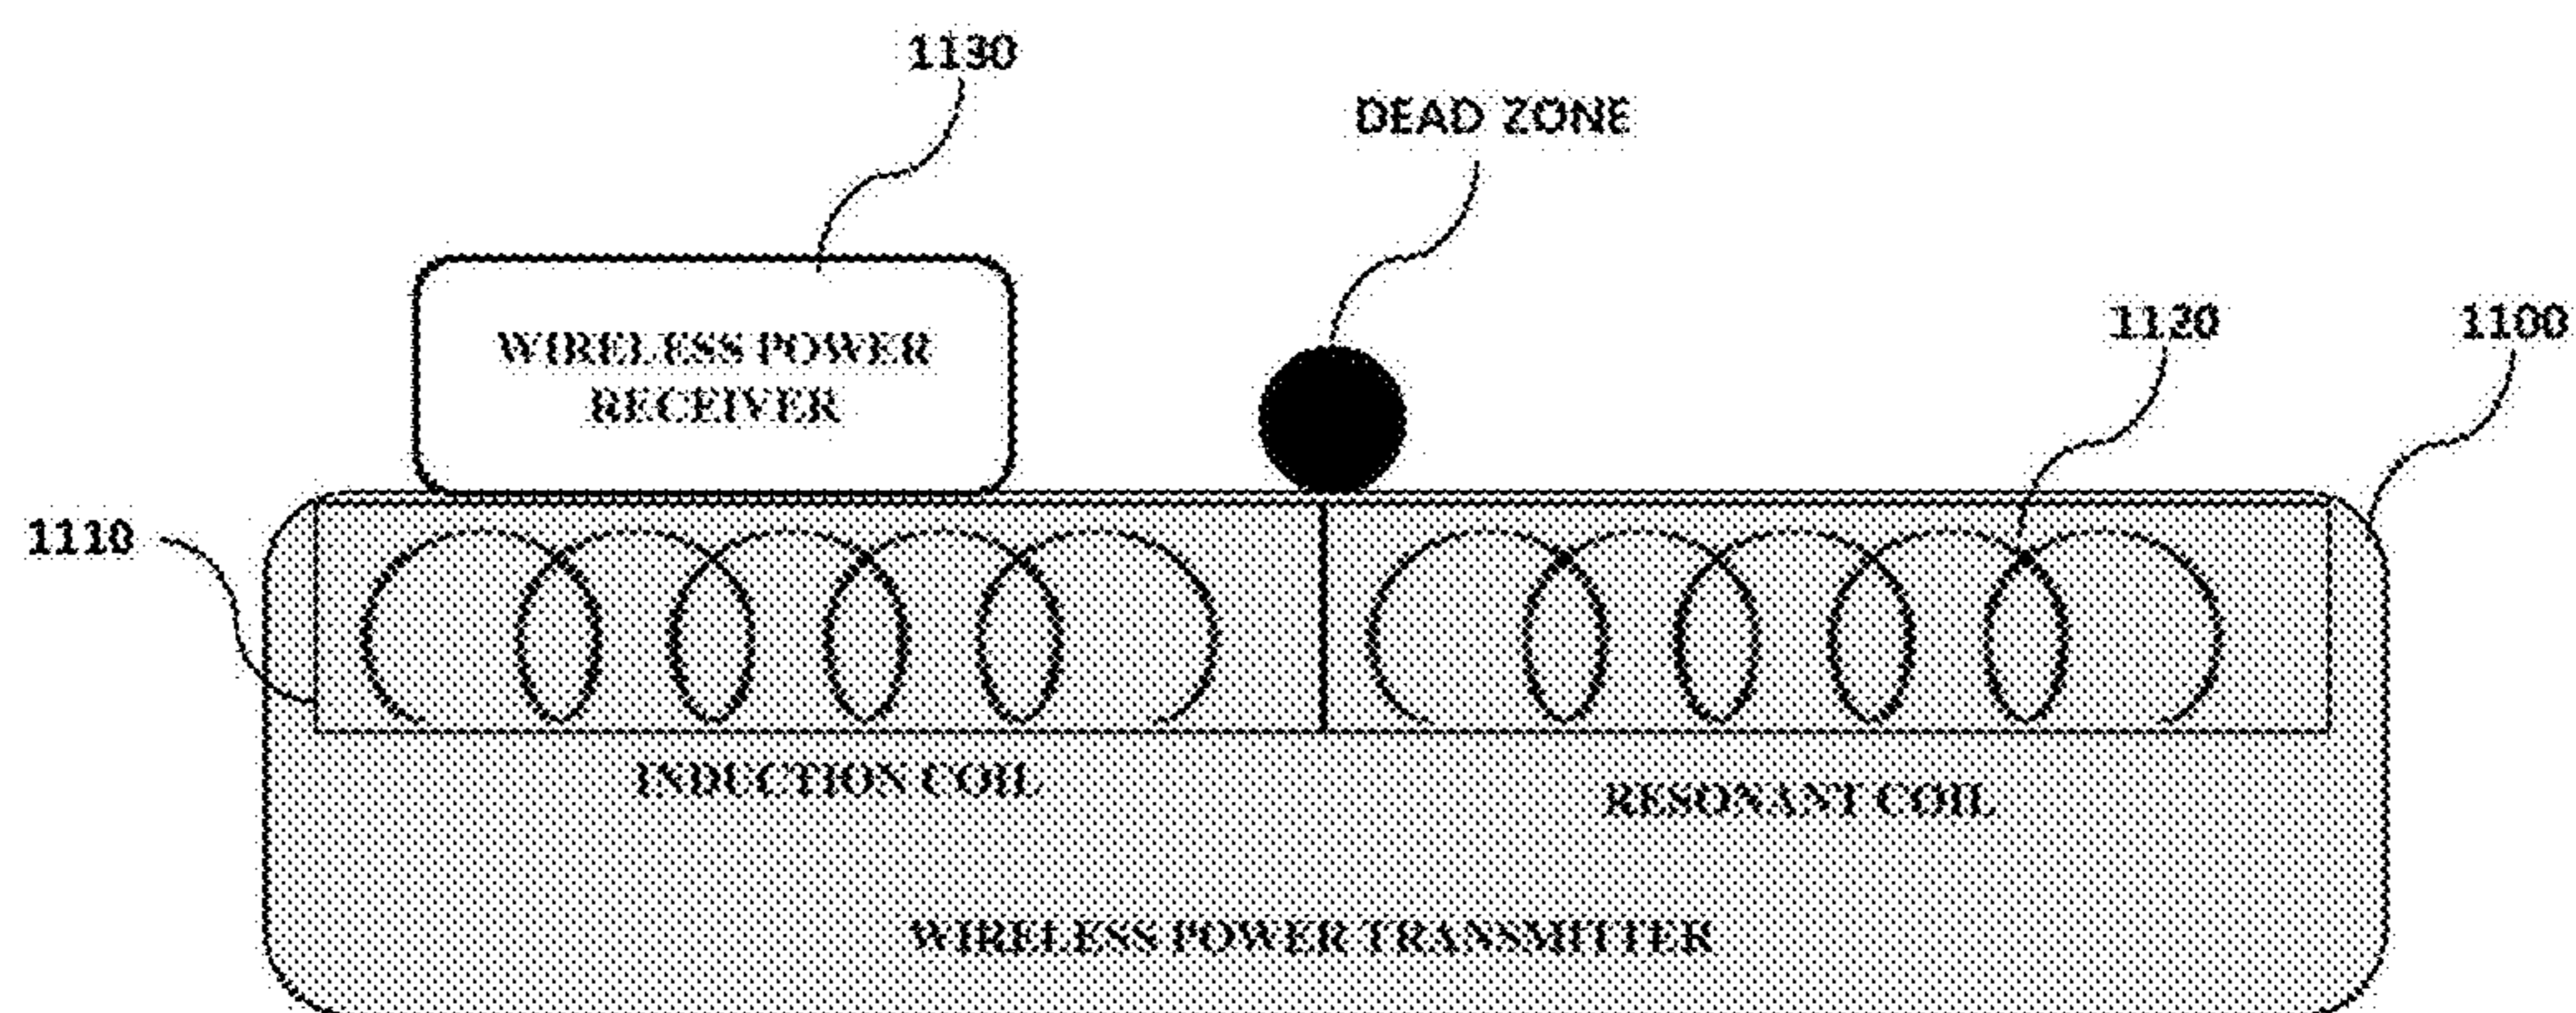 1130
DEAD ZONE
1120
1100
WIRELESS POWER
RECEIVER
1110
INDUCTION COIL
RESONANT COIL
WIRELESS POWER TRANSMITTER